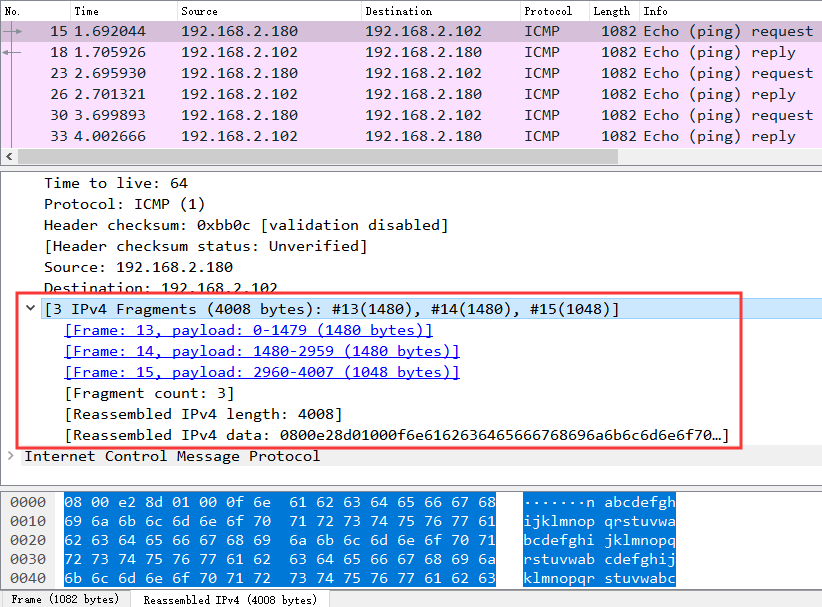 No. Time Source Destination Protocol Length Info
15 1.692044 192.168.2.180 192.168.2.102 ICMP 1082 Echo (ping) request
18 1.705926 192.168.2.102 192.168.2.180 ICMP 1082 Echo (ping) reply
23 2.695930 192.168.2.180 192.168.2.102 ICMP 1082 Echo (ping) request
26 2.701321 192.168.2.102 192.168.2.180 ICMP 1082 Echo (ping) reply
30 3.699893 192.168.2.180 192.168.2.102 ICMP 1082 Echo (ping) request
33 4.002666 192.168.2.102 192.168.2.180 ICMP 1082 Echo (ping) reply
Time to live: 64
Protocol: ICMP (1)
Header checksum: 0xbb0c [validation disabled]
[Header checksum status: Unverified]
Source: 192.168.2.180
Destination: 192.168.2.102
[3 IPv4 Fragments (4008 bytes): #13(1480), #14(1480), #15(1048)]
[Frame: 13, payload: 0-1479 (1480 bytes)]
[Frame: 14, payload: 1480-2959 (1480 bytes)]
[Frame: 15, payload: 2960-4007 (1048 bytes)]
[Fragment count: 3]
[Reassembled IPv4 length: 4008]
[Reassembled IPv4 data: 0800e28d01000f6e6162636465666768696a6b6c6d6e6f70…]
Internet Control Message Protocol
0000 08 00 e2 8d 01 00 0f 6e 61 62 63 64 65 66 67 68 ·······n abcdefgh
0010 69 6a 6b 6c 6d 6e 6f 70 71 72 73 74 75 76 77 61 ijklmnop qrstuvwa
0020 62 63 64 65 66 67 68 69 6a 6b 6c 6d 6e 6f 70 71 bcdefghi jklmnopq
0030 72 73 74 75 76 77 61 62 63 64 65 66 67 68 69 6a rstuvwab cdefghij
0040 6b 6c 6d 6e 6f 70 71 72 73 74 75 76 77 61 62 63 klmnopqr stuvwabc
Frame (1082 bytes) Reassembled IPv4 (4008 bytes)